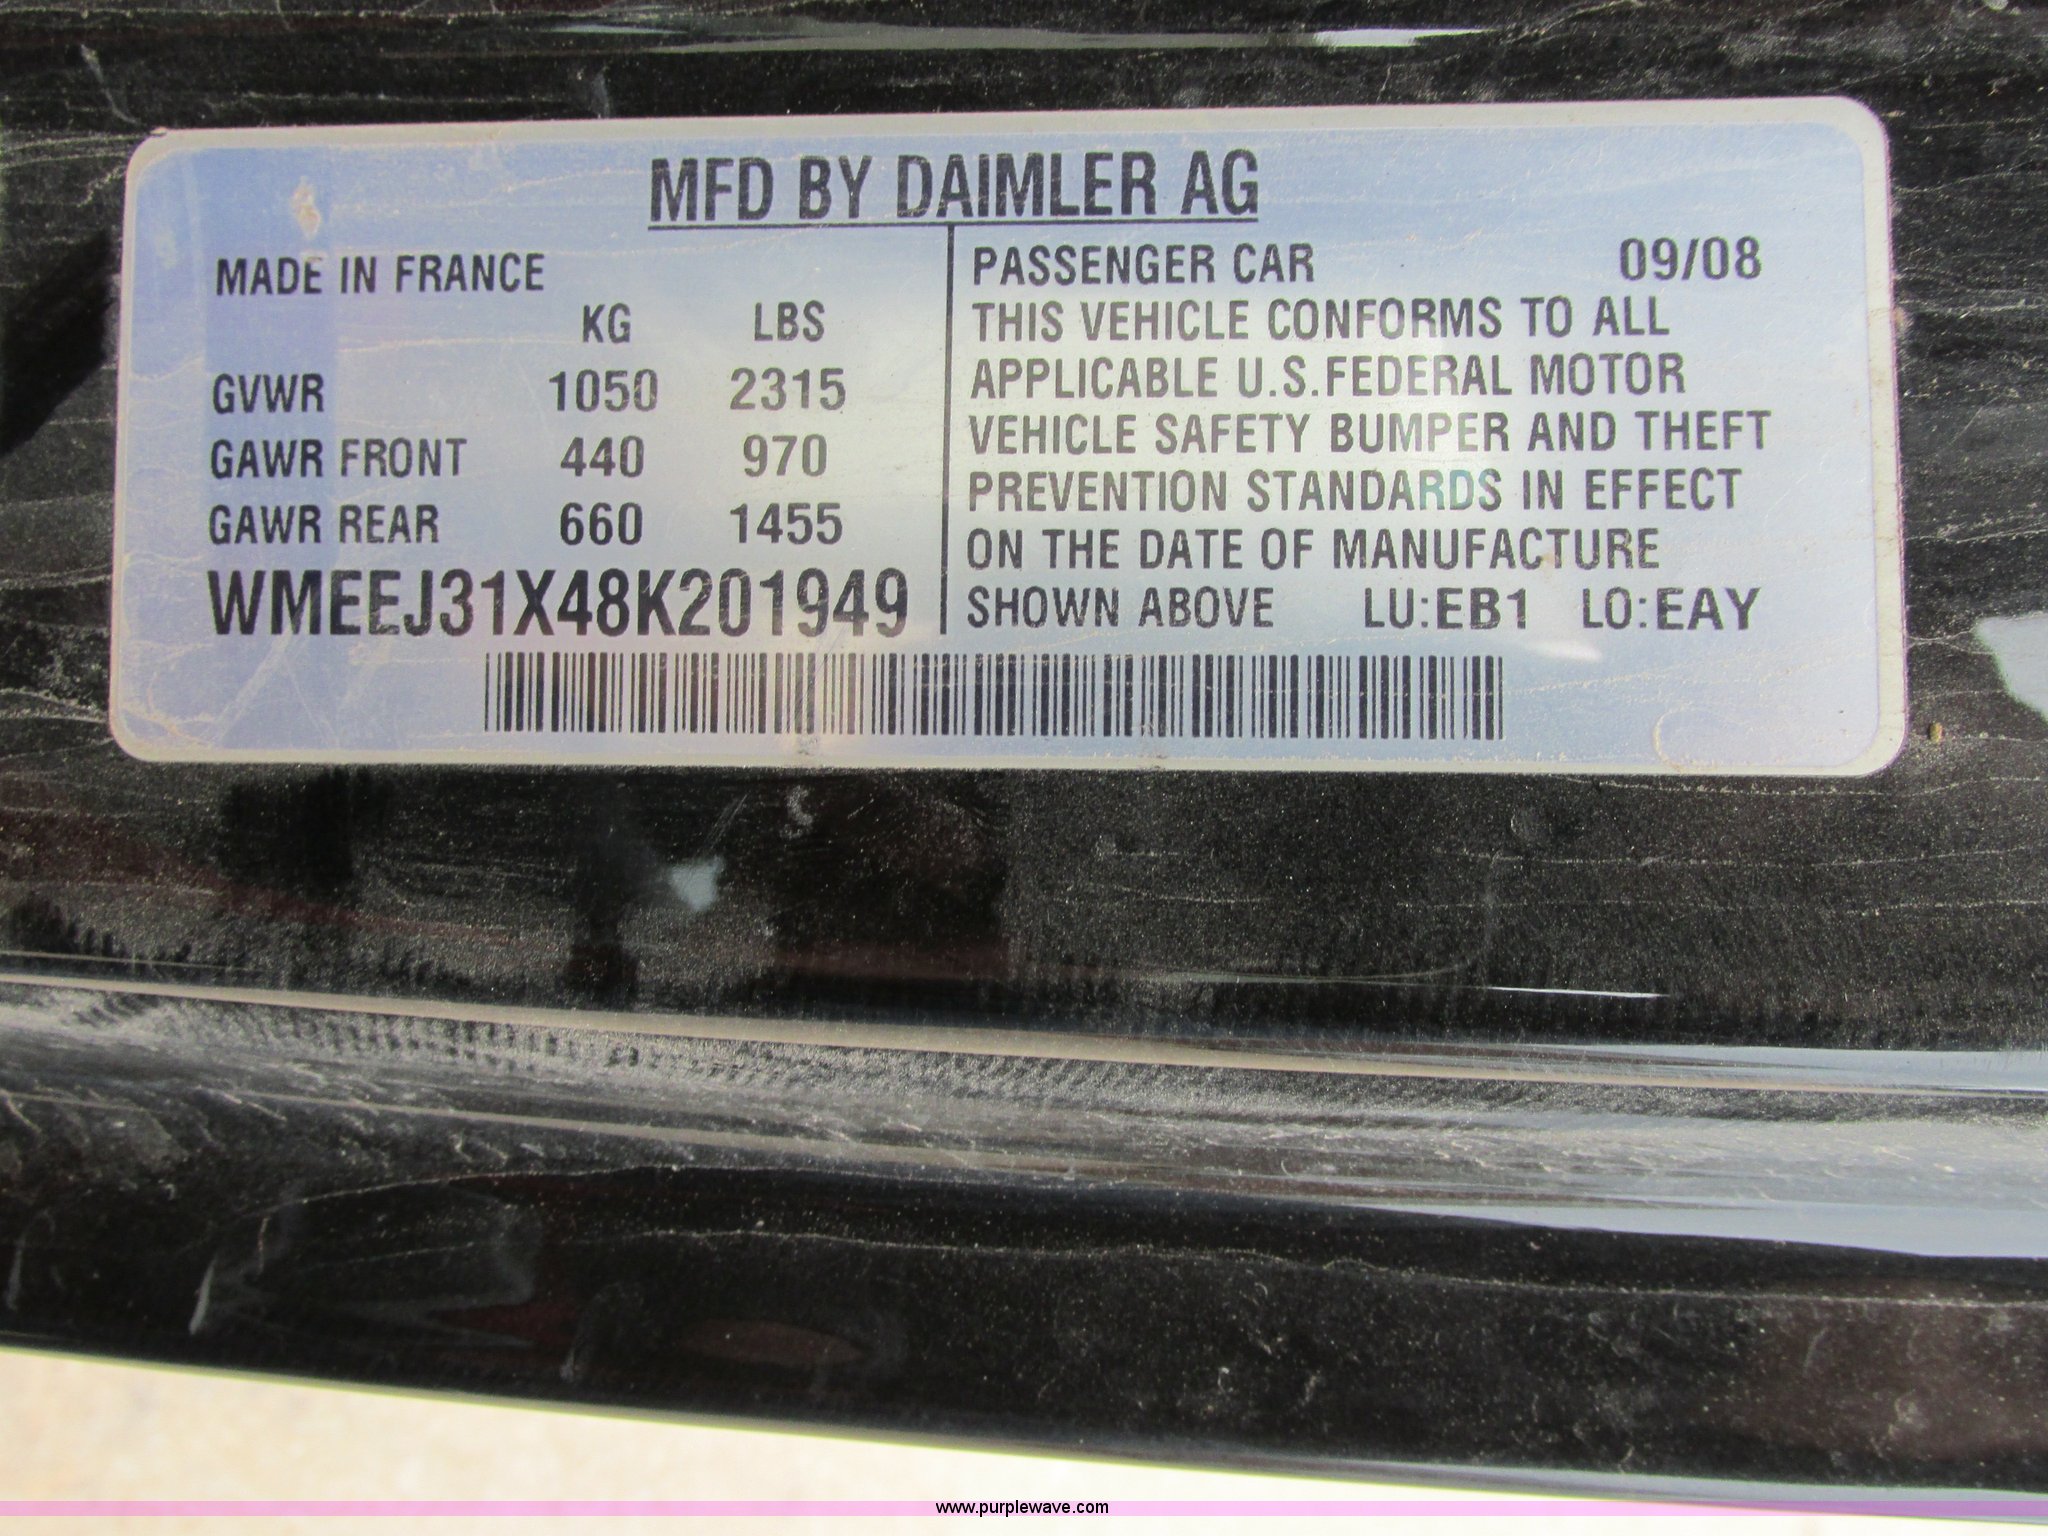 MFD BY DAIMLER AG
MADE IN FRANCE
KG LBS
GVWR 1050 2315
GAWR FRONT 440 970
GAWR REAR 660 1455
WMEEJ31X48K201949
PASSENGER CAR 09/08
THIS VEHICLE CONFORMS TO ALL
APPLICABLE U.S.FEDERAL MOTOR
VEHICLE SAFETY BUMPER AND THEFT
PREVENTION STANDARDS IN EFFECT
ON THE DATE OF MANUFACTURE
SHOWN ABOVE LU:EB1 LO:EAY
www.purplewave.com